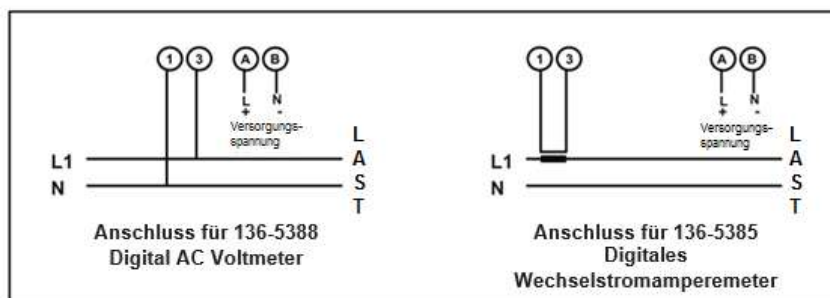 1 3 A B
L N
+ -
Versorgungs-
spannung
L1
N
L
A
S
T
Anschluss für 136-5388
Digital AC Voltmeter
1 3 A B
L N
+ -
Versorgungs-
spannung
L1
N
L
A
S
T
Anschluss für 136-5385
Digitales
Wechselstromamperemeter